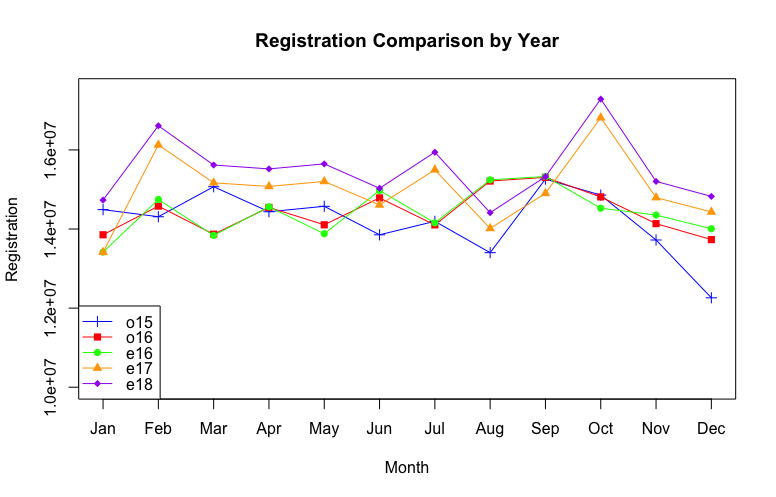 Registration Comparison by Year
Registration
1.6e+07
1.4e+07
1.2e+07
1.0e+07
o15
o16
e16
e17
e18
Jan Feb Mar Apr May Jun Jul Aug Sep Oct Nov Dec
Month